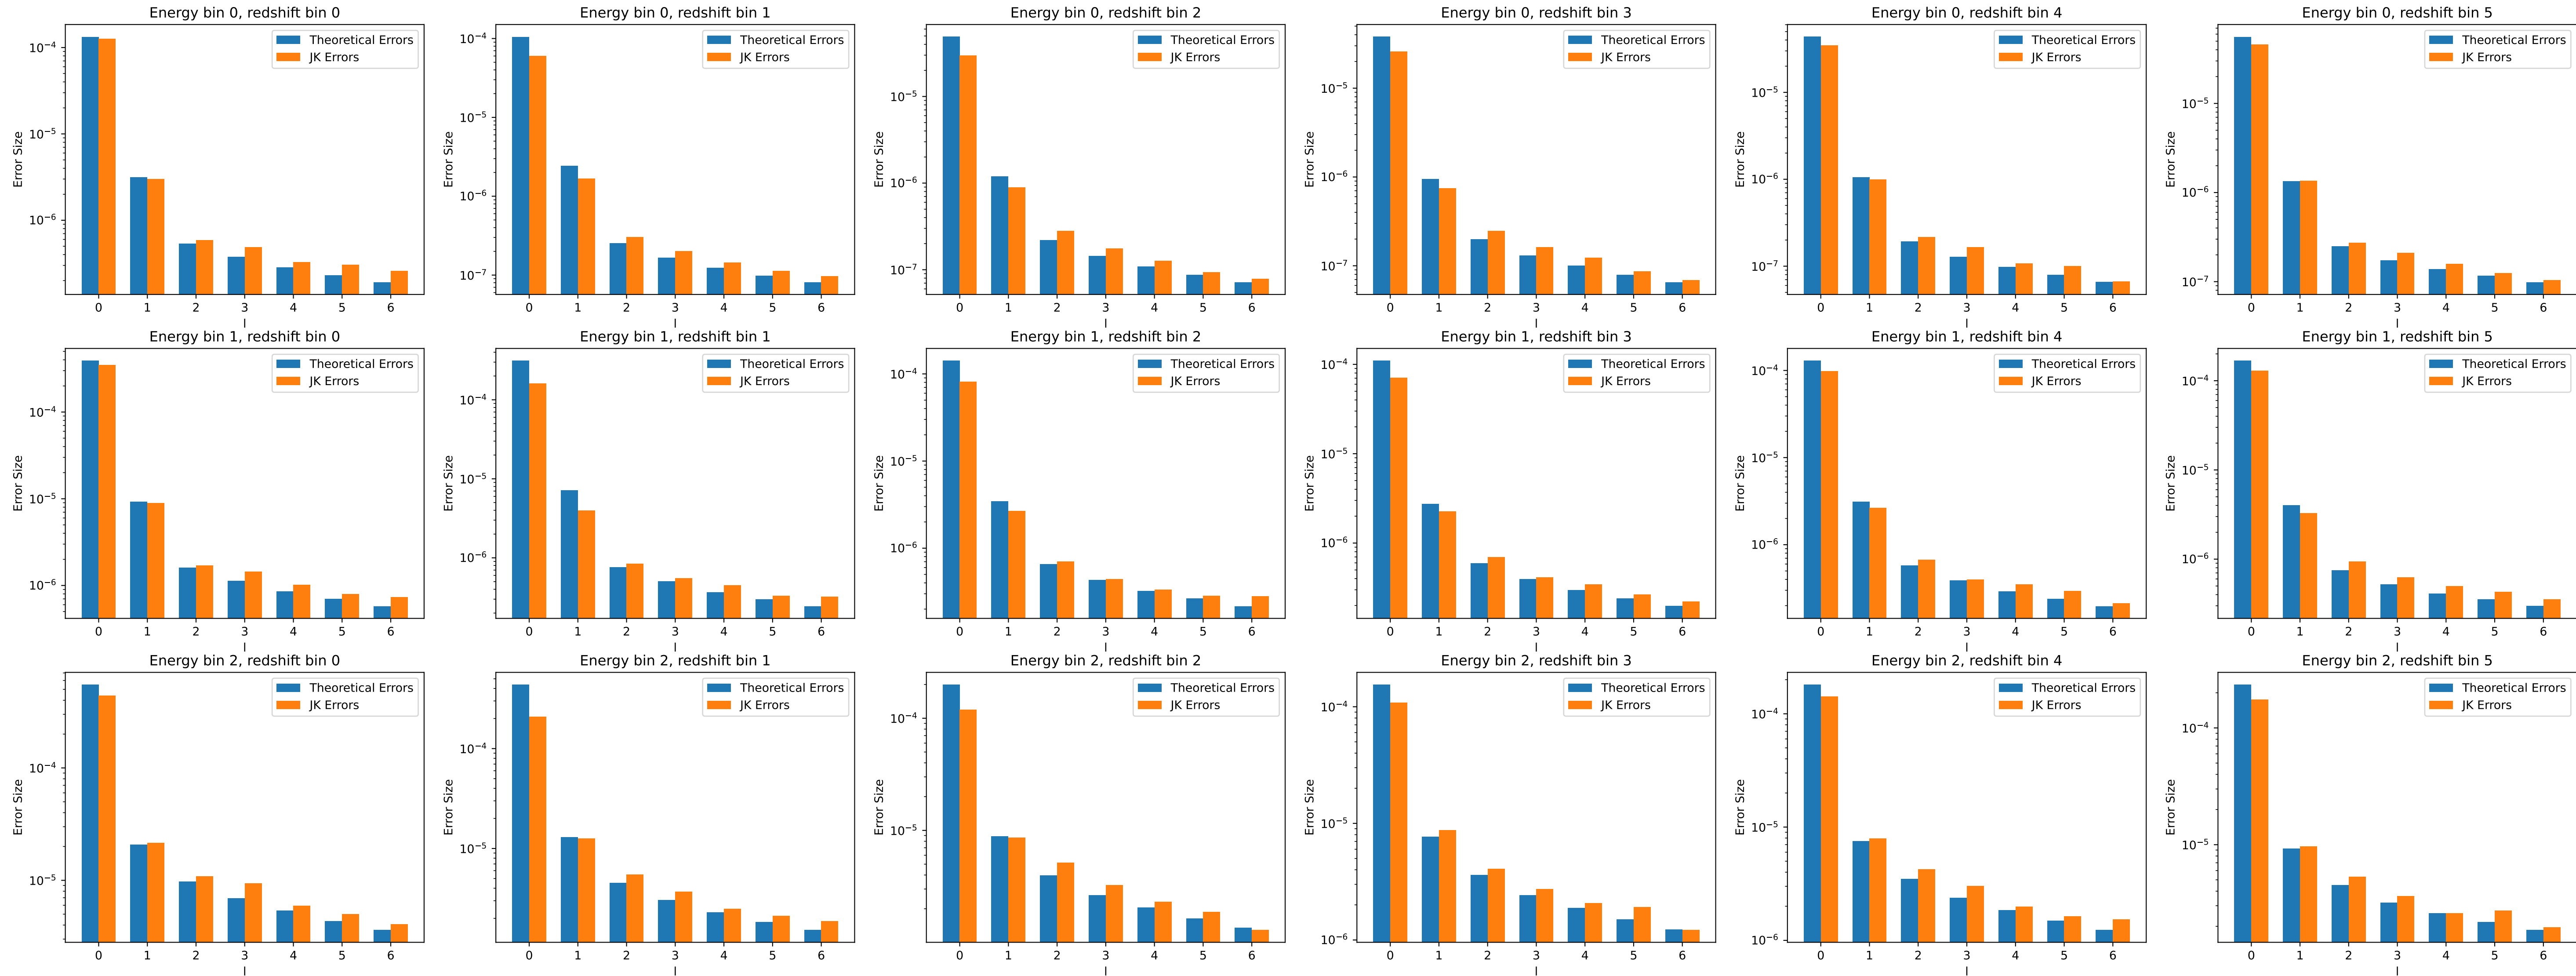 Energy bin 0, redshift bin 0
Error Size
10⁻⁴
10⁻⁵
10⁻⁶
Theoretical Errors
JK Errors
0 1 2 3 4 5 6
l
Energy bin 0, redshift bin 1
Error Size
10⁻⁴
10⁻⁵
10⁻⁶
10⁻⁷
Theoretical Errors
JK Errors
0 1 2 3 4 5 6
l
Energy bin 0, redshift bin 2
Error Size
10⁻⁵
10⁻⁶
10⁻⁷
Theoretical Errors
JK Errors
0 1 2 3 4 5 6
l
Energy bin 0, redshift bin 3
Error Size
10⁻⁵
10⁻⁶
10⁻⁷
Theoretical Errors
JK Errors
0 1 2 3 4 5 6
l
Energy bin 0, redshift bin 4
Error Size
10⁻⁵
10⁻⁶
10⁻⁷
Theoretical Errors
JK Errors
0 1 2 3 4 5 6
l
Energy bin 0, redshift bin 5
Error Size
10⁻⁵
10⁻⁶
10⁻⁷
Theoretical Errors
JK Errors
0 1 2 3 4 5 6
l
Energy bin 1, redshift bin 0
Error Size
10⁻⁴
10⁻⁵
10⁻⁶
Theoretical Errors
JK Errors
0 1 2 3 4 5 6
l
Energy bin 1, redshift bin 1
Error Size
10⁻⁴
10⁻⁵
10⁻⁶
Theoretical Errors
JK Errors
0 1 2 3 4 5 6
l
Energy bin 1, redshift bin 2
Error Size
10⁻⁴
10⁻⁵
10⁻⁶
Theoretical Errors
JK Errors
0 1 2 3 4 5 6
l
Energy bin 1, redshift bin 3
Error Size
10⁻⁴
10⁻⁵
10⁻⁶
Theoretical Errors
JK Errors
0 1 2 3 4 5 6
l
Energy bin 1, redshift bin 4
Error Size
10⁻⁴
10⁻⁵
10⁻⁶
Theoretical Errors
JK Errors
0 1 2 3 4 5 6
l
Energy bin 1, redshift bin 5
Error Size
10⁻⁴
10⁻⁵
10⁻⁶
Theoretical Errors
JK Errors
0 1 2 3 4 5 6
l
Energy bin 2, redshift bin 0
Error Size
10⁻⁴
10⁻⁵
Theoretical Errors
JK Errors
0 1 2 3 4 5 6
l
Energy bin 2, redshift bin 1
Error Size
10⁻⁴
10⁻⁵
Theoretical Errors
JK Errors
0 1 2 3 4 5 6
l
Energy bin 2, redshift bin 2
Error Size
10⁻⁴
10⁻⁵
Theoretical Errors
JK Errors
0 1 2 3 4 5 6
l
Energy bin 2, redshift bin 3
Error Size
10⁻⁴
10⁻⁵
10⁻⁶
Theoretical Errors
JK Errors
0 1 2 3 4 5 6
l
Energy bin 2, redshift bin 4
Error Size
10⁻⁴
10⁻⁵
10⁻⁶
Theoretical Errors
JK Errors
0 1 2 3 4 5 6
l
Energy bin 2, redshift bin 5
Error Size
10⁻⁴
10⁻⁵
Theoretical Errors
JK Errors
0 1 2 3 4 5 6
l